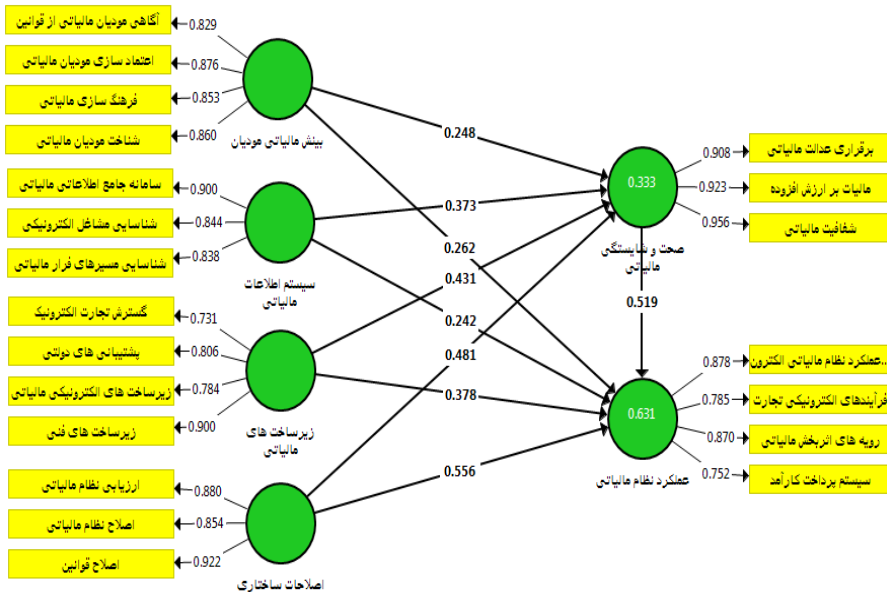 آگاهی مودیان مالیاتی از قوانین
0.829
اعتماد سازی مودیان مالیاتی
0.876
فرهنگ سازی مالیاتی
0.853
شناخت مودیان مالیاتی
0.860
بینش مالیاتی مودیان
سامانه جامع اطلاعاتی مالیاتی
0.900
شناسایی مشاغل الکترونیکی
0.844
شناسایی مسیرهای فرار مالیاتی
0.838
سیستم اطلاعات
مالیاتی
گسترش تجارت الکترونیک
0.731
پشتیبانی های دولتی
0.806
زیرساخت های الکترونیکی مالیاتی
0.784
زیرساخت های فنی
0.900
زیرساخت های
مالیاتی
ارزیابی نظام مالیاتی
0.880
اصلاح نظام مالیاتی
0.854
اصلاح قوانین
0.922
اصلاحات ساختاری
0.248
0.373
0.262
0.431
0.242
0.481
0.378
0.556
0.333
صحت و شایستگی
مالیاتی
0.519
0.631
عملکرد نظام مالیاتی
0.908
برقراری عدالت مالیاتی
0.923
مالیات بر ارزش افزوده
0.956
شفافیت مالیاتی
0.878
عملکرد نظام مالیاتی الکترون..
0.785
فرآیندهای الکترونیکی تجارت
0.870
رویه های اثربخش مالیاتی
0.752
سیستم پرداخت کارآمد